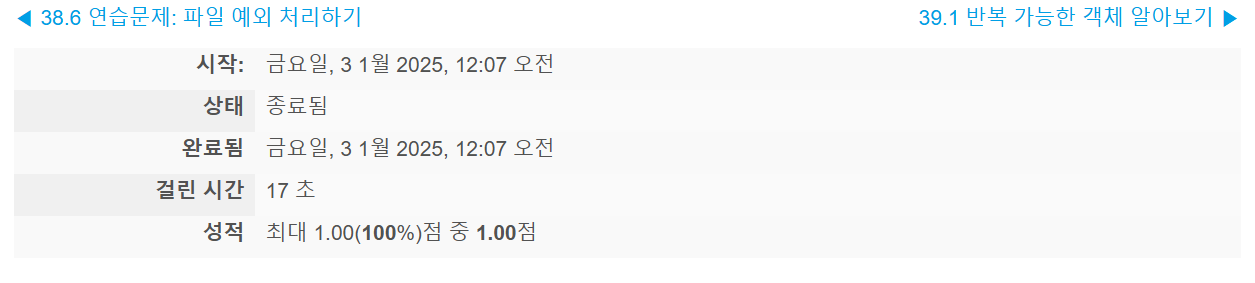 ◀ 38.6 연습문제: 파일 예외 처리하기 39.1 반복 가능한 객체 알아보기 ▶
시작: 금요일, 3 1월 2025, 12:07 오전
상태 종료됨
완료됨 금요일, 3 1월 2025, 12:07 오전
걸린 시간 17 초
성적 최대 1.00(100%)점 중 1.00점